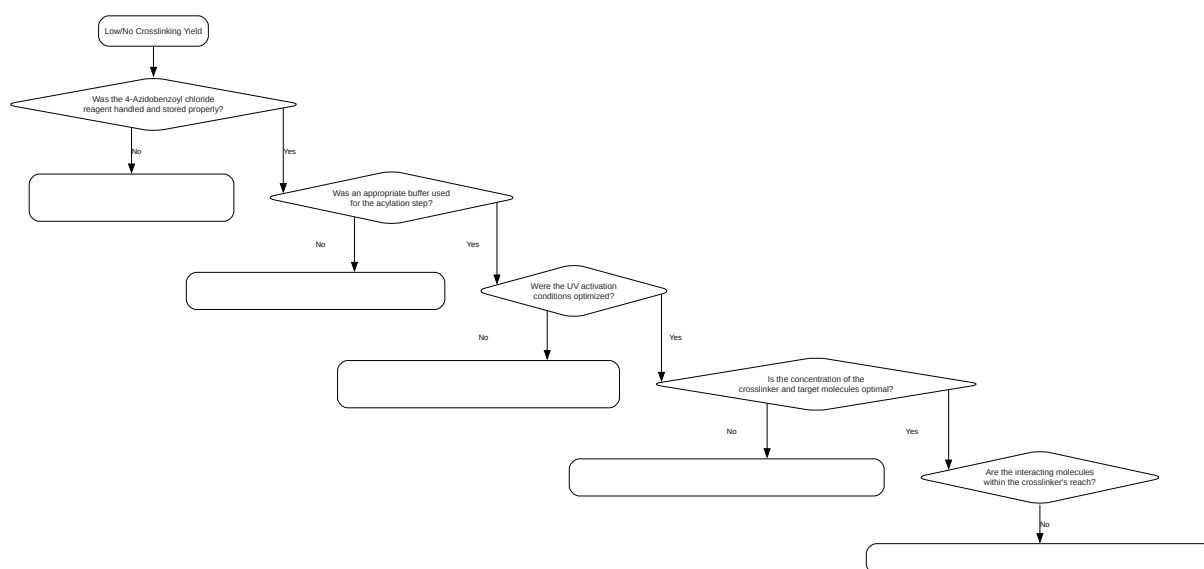 Low/No Crosslinking Yield
Was the 4-Azidobenzoyl chloride
reagent handled and stored properly?
No
Yes
Was an appropriate buffer used
for the acylation step?
No
Yes
Were the UV activation
conditions optimized?
No
Yes
Is the concentration of the
crosslinker and target molecules optimal?
No
Yes
Are the interacting molecules
within the crosslinker's reach?
No